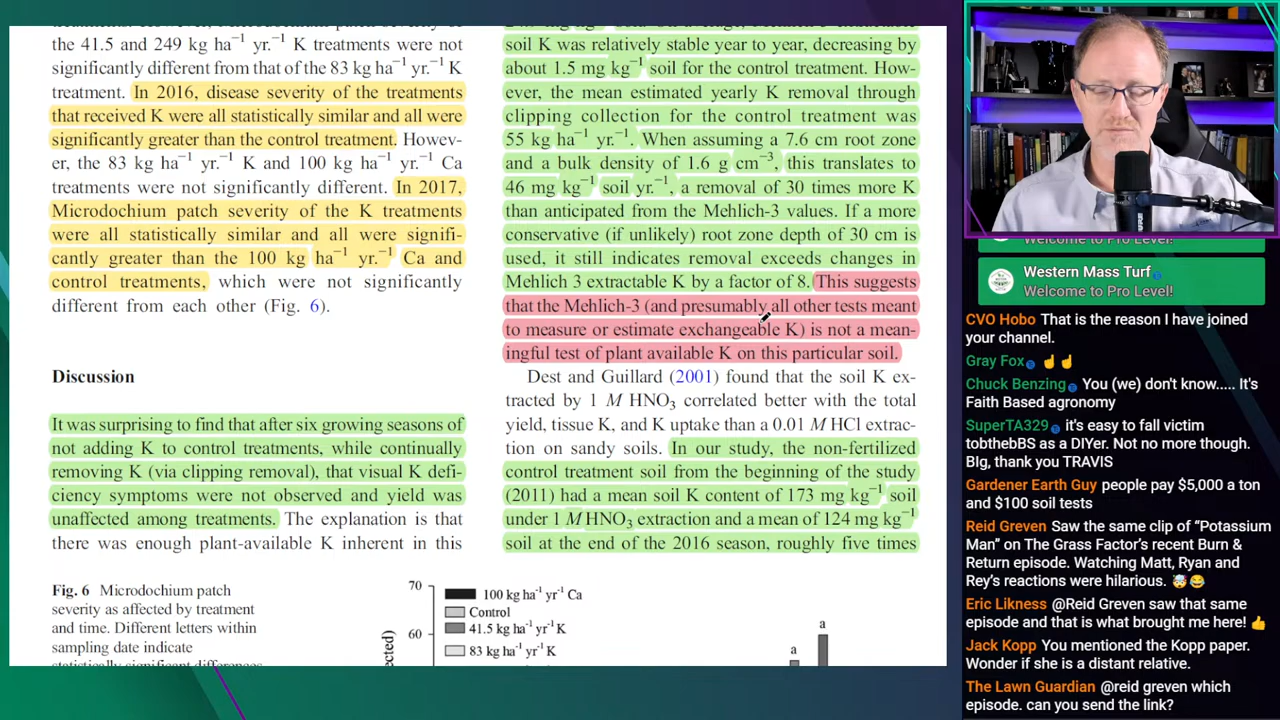 the 41.5 and 249 kg ha−1 yr.−1 K treatments were not
significantly different from that of the 83 kg ha−1 yr.−1 K
treatment. In 2016, disease severity of the treatments
that received K were all statistically similar and all were
significantly greater than the control treatment. Howev-
er, the 83 kg ha−1 yr.−1 K and 100 kg ha−1 yr.−1 Ca
treatments were not significantly different. In 2017,
Microdochium patch severity of the K treatments
were all statistically similar and all were signifi-
cantly greater than the 100 kg ha−1 yr.−1 Ca and
control treatments, which were not significantly
different from each other (Fig. 6).
Discussion
It was surprising to find that after six growing seasons of
not adding K to control treatments, while continually
removing K (via clipping removal), that visual K defi-
ciency symptoms were not observed and yield was
unaffected among treatments. The explanation is that
there was enough plant-available K inherent in this
soil K was relatively stable year to year, decreasing by
about 1.5 mg kg−1 soil for the control treatment. How-
ever, the mean estimated yearly K removal through
clipping collection for the control treatment was
55 kg ha−1 yr.−1. When assuming a 7.6 cm root zone
and a bulk density of 1.6 g cm−3, this translates to
46 mg kg−1 soil yr.−1, a removal of 30 times more K
than anticipated from the Mehlich-3 values. If a more
conservative (if unlikely) root zone depth of 30 cm is
used, it still indicates removal exceeds changes in
Mehlich 3 extractable K by a factor of 8. This suggests
that the Mehlich-3 (and presumably all other tests meant
to measure or estimate exchangeable K) is not a mean-
ingful test of plant available K on this particular soil.
Dest and Guillard (2001) found that the soil K ex-
tracted by 1 M HNO3 correlated better with the total
yield, tissue K, and K uptake than a 0.01 M HCl extrac-
tion on sandy soils. In our study, the non-fertilized
control treatment soil from the beginning of the study
(2011) had a mean soil K content of 173 mg kg−1 soil
under 1 M HNO3 extraction and a mean of 124 mg kg−1
soil at the end of the 2016 season, roughly five times
Fig. 6 Microdochium patch
severity as affected by treatment
and time. Different letters within
sampling date indicate
statistically significant differences
70
60
100 kg ha-1 yr-1 Ca
Control
41.5 kg ha-1 yr-1 K
83 kg ha-1 yr-1 K
a
a
Welcome to Pro Level!
Western Mass Turf
Welcome to Pro Level!
CVO Hobo That is the reason I have joined
your channel.
Gray Fox ☝️☝️
Chuck Benzing You (we) don't know..... It's
Faith Based agronomy
SuperTA329 it's easy to fall victim
tobthebBS as a DIYer. Not no more though.
BIg, thank you TRAVIS
Gardener Earth Guy people pay $5,000 a ton
and $100 soil tests
Reid Greven Saw the same clip of “Potassium
Man” on The Grass Factor’s recent Burn &
Return episode. Watching Matt, Ryan and
Rey’s reactions were hilarious. 🤯😂
Eric Likness @Reid Greven saw that same
episode and that is what brought me here! 👍
Jack Kopp You mentioned the Kopp paper.
Wonder if she is a distant relative.
The Lawn Guardian @reid greven which
episode. can you send the link?